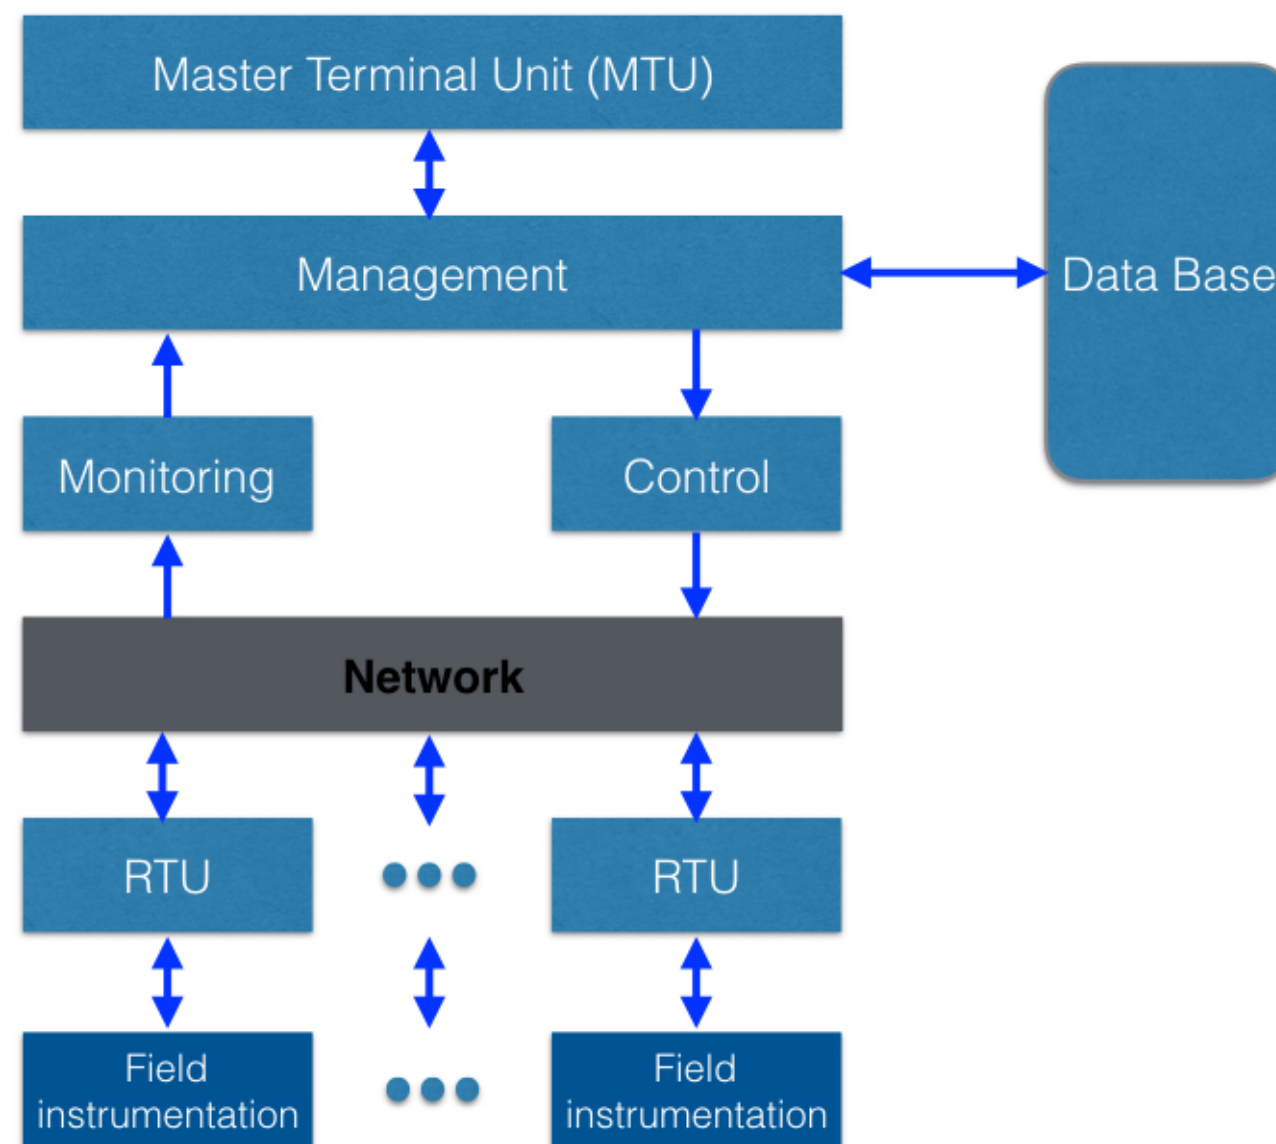 Master Terminal Unit (MTU)
Management
Data Base
Monitoring
Control
Network
RTU
RTU
Field
instrumentation
Field
instrumentation